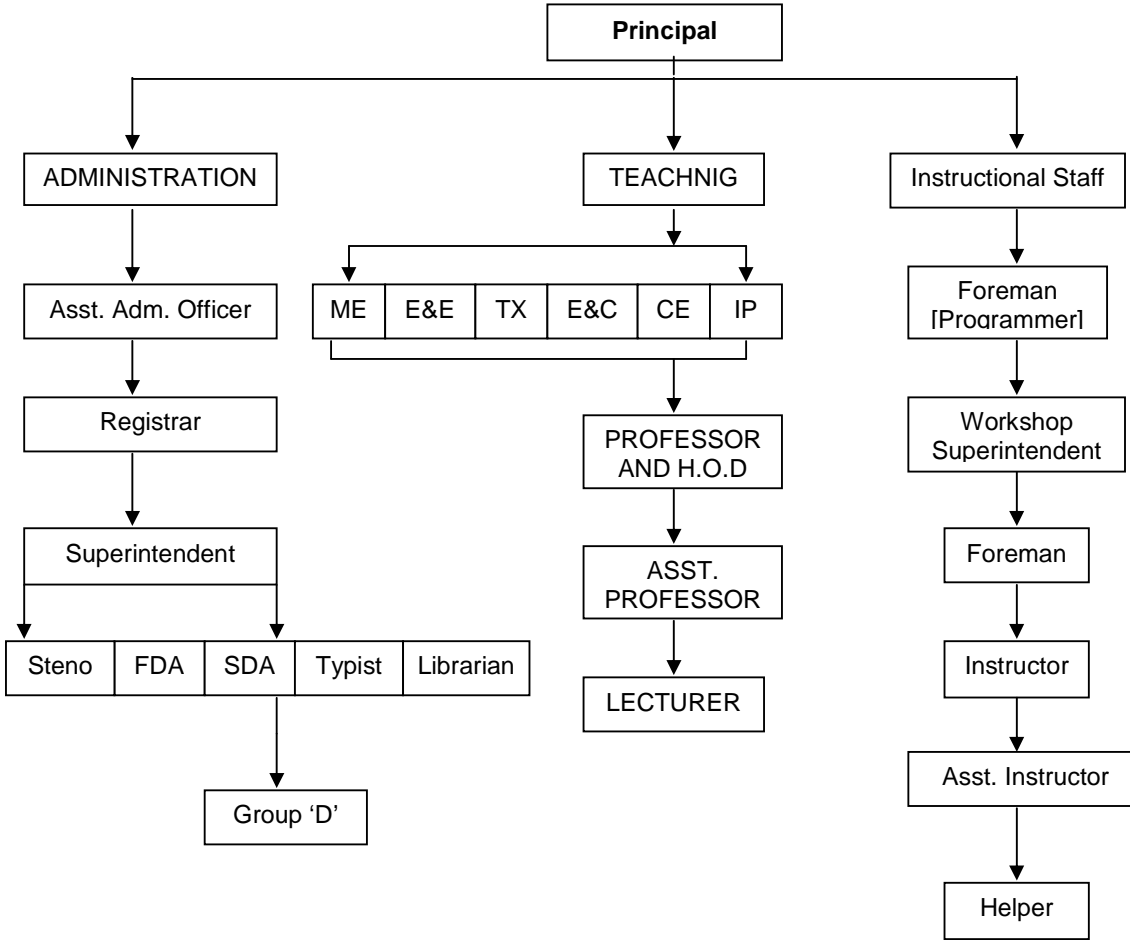 Principal
ADMINISTRATION
TEACHNIG
Instructional Staff
Asst. Adm. Officer
ME
E&E
TX
E&C
CE
IP
Foreman
[Programmer]
Registrar
PROFESSOR
AND H.O.D
Workshop
Superintendent
Superintendent
ASST.
PROFESSOR
Foreman
Steno
FDA
SDA
Typist
Librarian
LECTURER
Instructor
Asst. Instructor
Group ‘D’
Helper